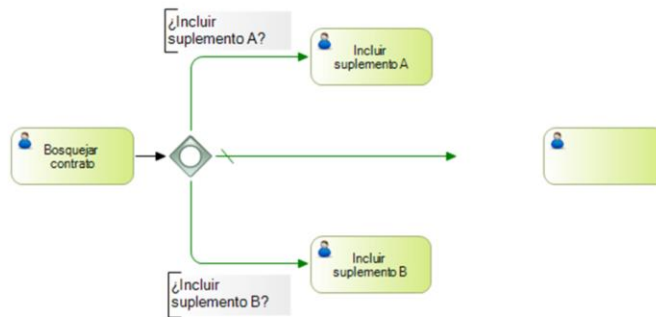 ¿Incluir
suplemento A?
Incluir
suplemento A
Bosquejar
contrato
Incluir
suplemento B
¿Incluir
suplemento B?